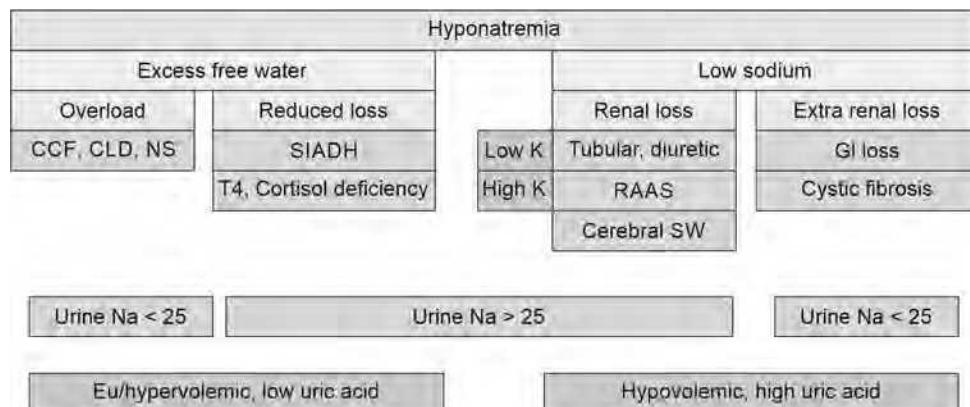 Hyponatremia
Excess free water Low sodium
Overload Reduced loss Renal loss Extra renal loss
CCF, CLD, NS SIADH Low K Tubular, diuretic GI loss
T4, Cortisol deficiency High K RAAS Cystic fibrosis
Cerebral SW
Urine Na < 25 Urine Na > 25 Urine Na < 25
Eu/hypervolemic, low uric acid Hypovolemic, high uric acid